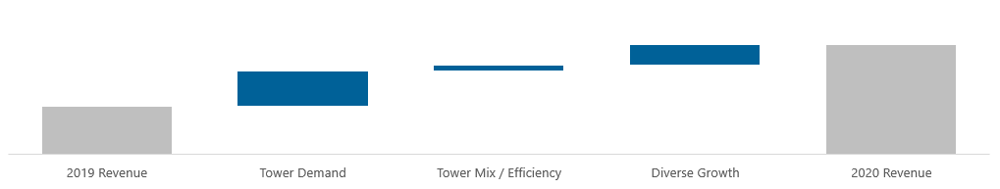 2019 Revenue
Tower Demand
Tower Mix / Efficiency
Diverse Growth
2020 Revenue